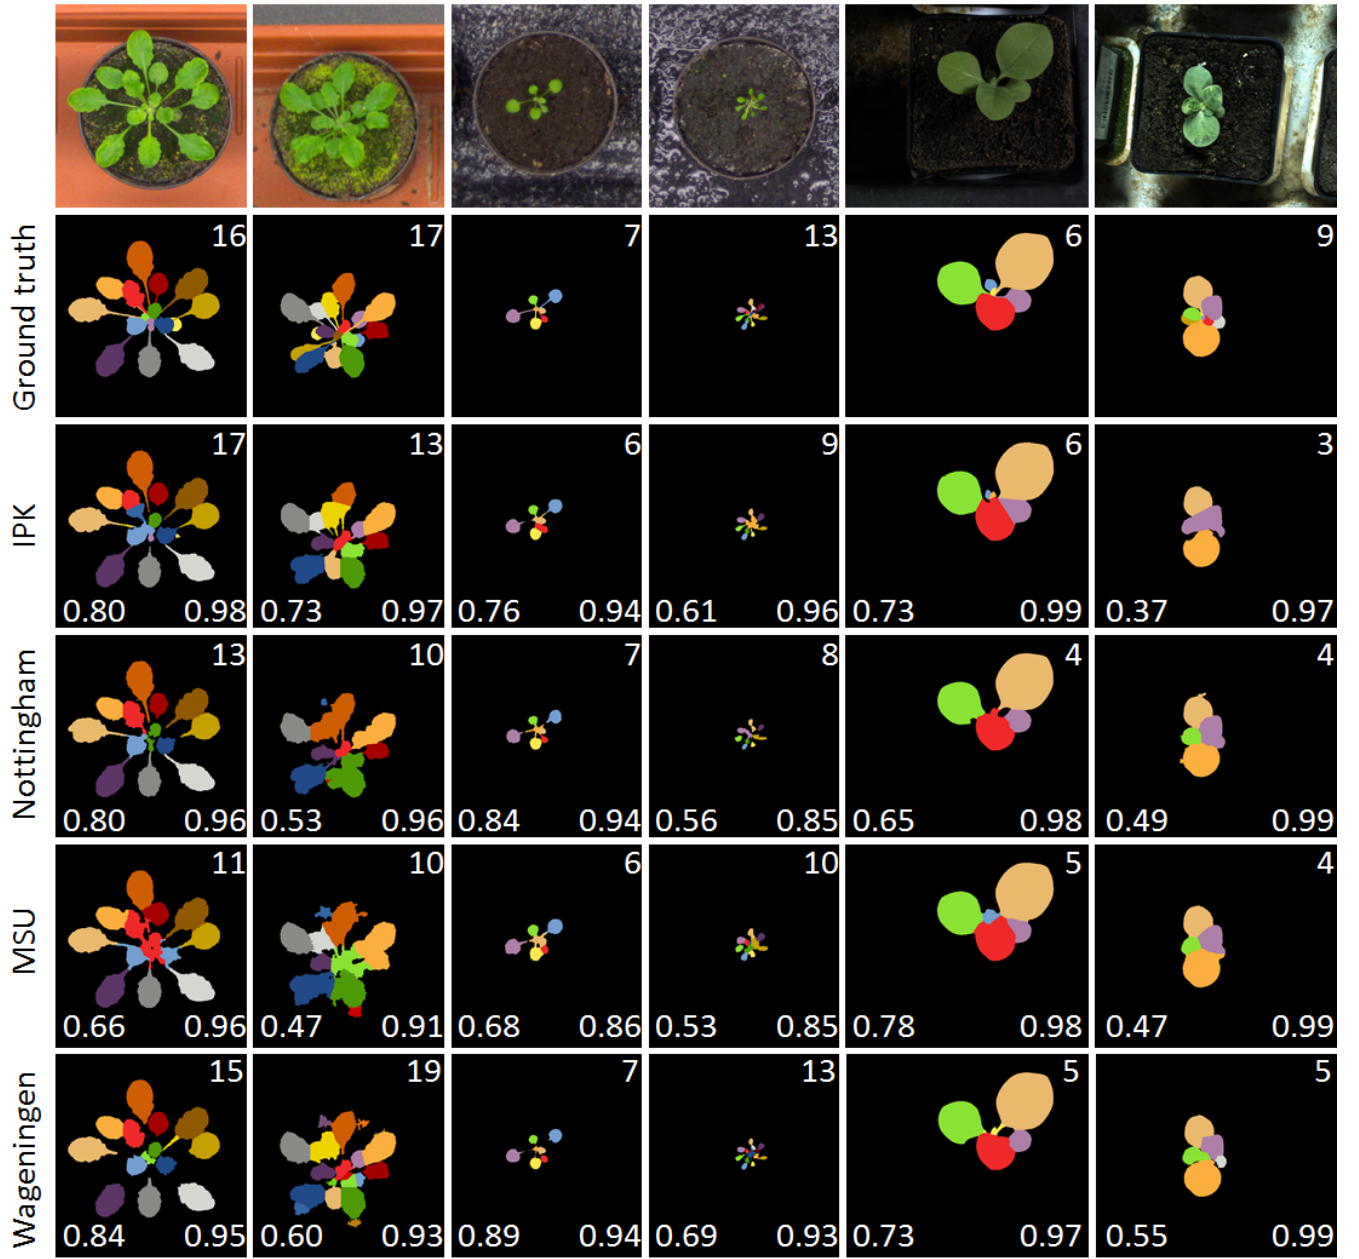 Ground truth
16 17 7 13 6 9
IPK
17 13 6 9 6 3
0.80 0.98 0.73 0.97 0.76 0.94 0.61 0.96 0.73 0.99 0.37 0.97
Nottingham
13 10 7 8 4 4
0.80 0.96 0.53 0.96 0.84 0.94 0.56 0.85 0.65 0.98 0.49 0.99
MSU
11 10 6 10 5 4
0.66 0.96 0.47 0.91 0.68 0.86 0.53 0.85 0.78 0.98 0.47 0.99
Wageningen
15 19 7 13 5 5
0.84 0.95 0.60 0.93 0.89 0.94 0.69 0.93 0.73 0.97 0.55 0.99